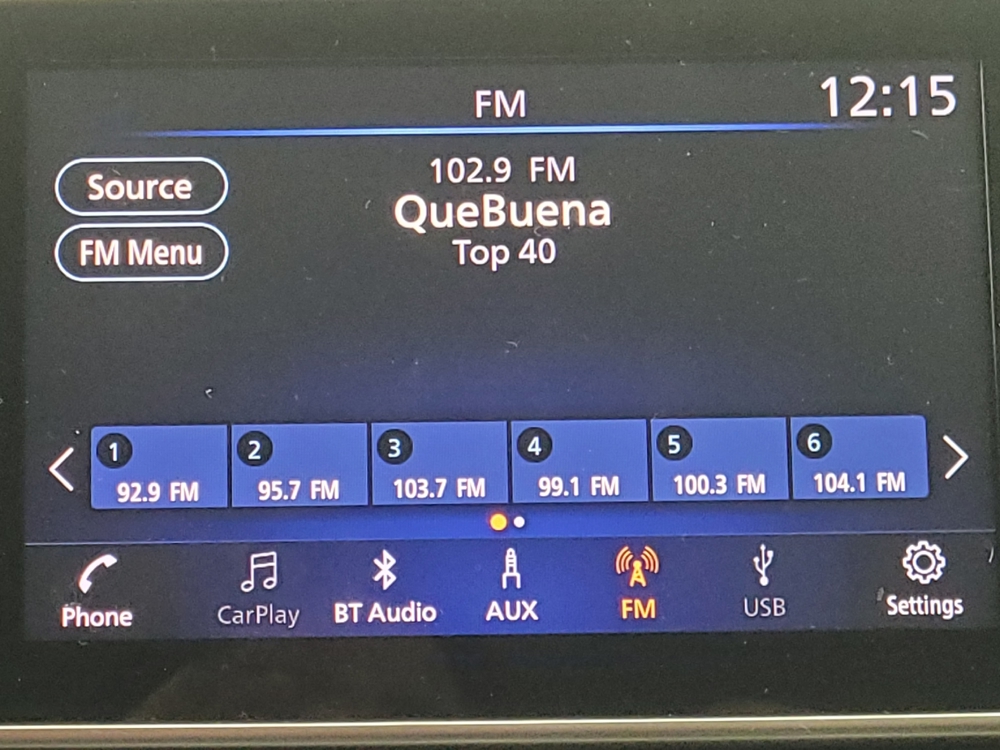 FM
12:15
Source
102.9 FM
QueBuena
FM Menu
Top 40
1 2 3 4 5 6
92.9 FM 95.7 FM 103.7 FM 99.1 FM 100.3 FM 104.1 FM
Phone CarPlay BT Audio AUX FM USB Settings